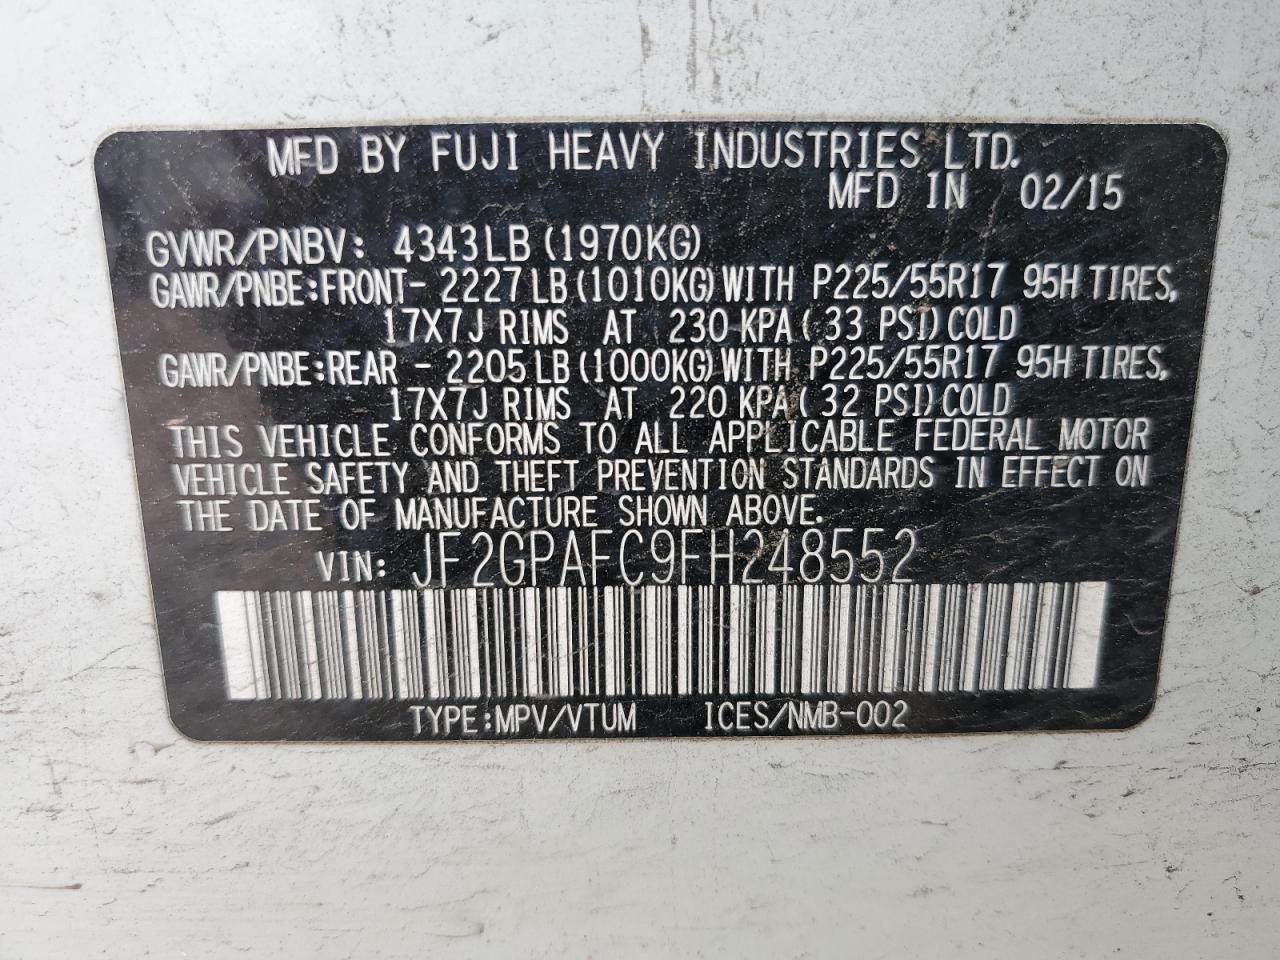 MFD BY FUJI HEAVY INDUSTRIES LTD.
MFD IN 02/15
GVWR/PNBV: 4343LB (1970KG)
GAWR/PNBE:FRONT- 2227LB (1010KG) WITH P225/55R17 95H TIRES,
17X7J RIMS AT 230 KPA ( 33 PSI) COLD
GAWR/PNBE:REAR - 2205LB (1000KG) WITH P225/55R17 95H TIRES,
17X7J RIMS AT 220 KPA ( 32 PSI) COLD
THIS VEHICLE CONFORMS TO ALL APPLICABLE FEDERAL MOTOR
VEHICLE SAFETY AND THEFT PREVENTION STANDARDS IN EFFECT ON
THE DATE OF MANUFACTURE SHOWN ABOVE.
VIN: JF2GPAFC9FH248552
TYPE:MPV/VTUM ICES/NMB-002